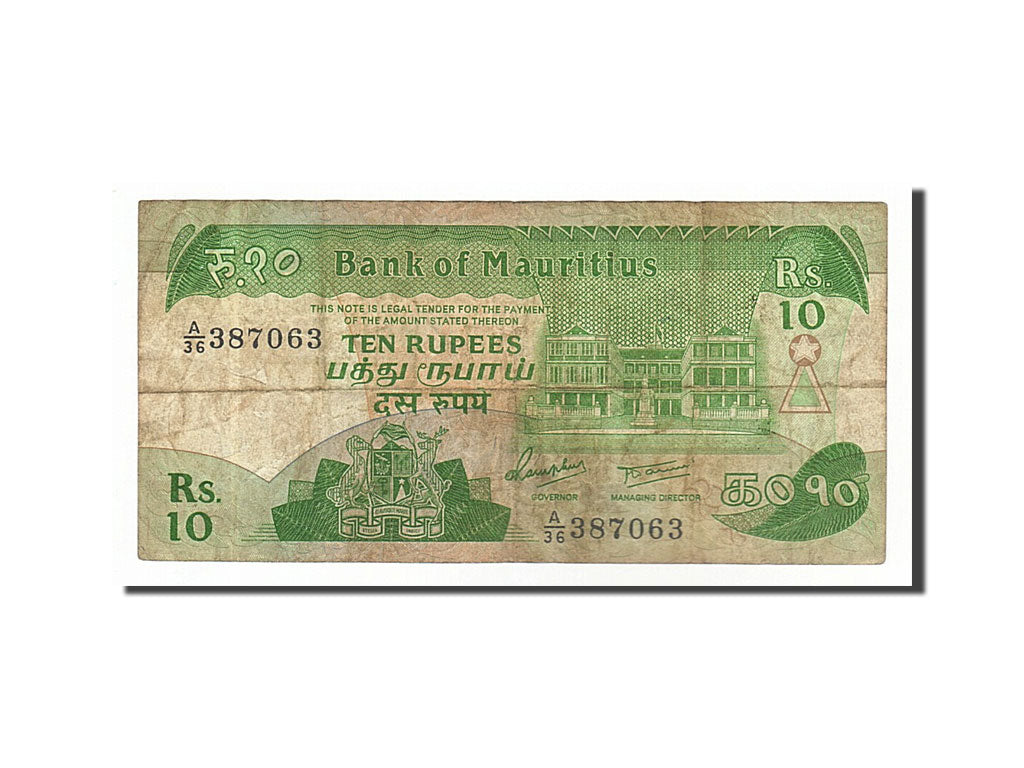 रु.१० Bank of Mauritius Rs.
10
THIS NOTE IS LEGAL TENDER FOR THE PAYMENT
OF THE AMOUNT STATED THEREON
A/36 387063
TEN RUPEES
பத்து ரூபாய்
दस रुपये
Rs.
10
GOVERNOR MANAGING DIRECTOR
A/36 387063